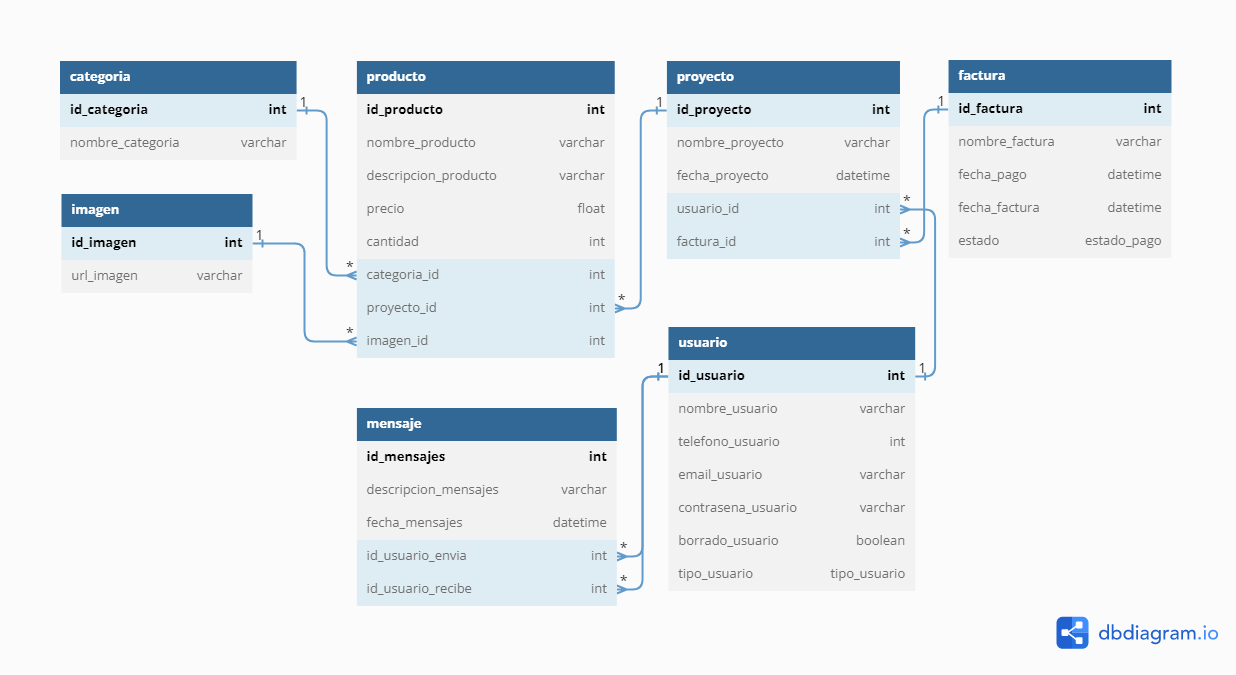 categoria
id_categoria int
nombre_categoria varchar
imagen
id_imagen int
url_imagen varchar
producto
id_producto int
nombre_producto varchar
descripcion_producto varchar
precio float
cantidad int
categoria_id int
proyecto_id int
imagen_id int
mensaje
id_mensajes int
descripcion_mensajes varchar
fecha_mensajes datetime
id_usuario_envia int
id_usuario_recibe int
proyecto
id_proyecto int
nombre_proyecto varchar
fecha_proyecto datetime
usuario_id int
factura_id int
usuario
id_usuario int
nombre_usuario varchar
telefono_usuario int
email_usuario varchar
contrasena_usuario varchar
borrado_usuario boolean
tipo_usuario tipo_usuario
factura
id_factura int
nombre_factura varchar
fecha_pago datetime
fecha_factura datetime
estado estado_pago
1
*
1
*
1
*
1
*
1
*
1
*
*
dbdiagram.io